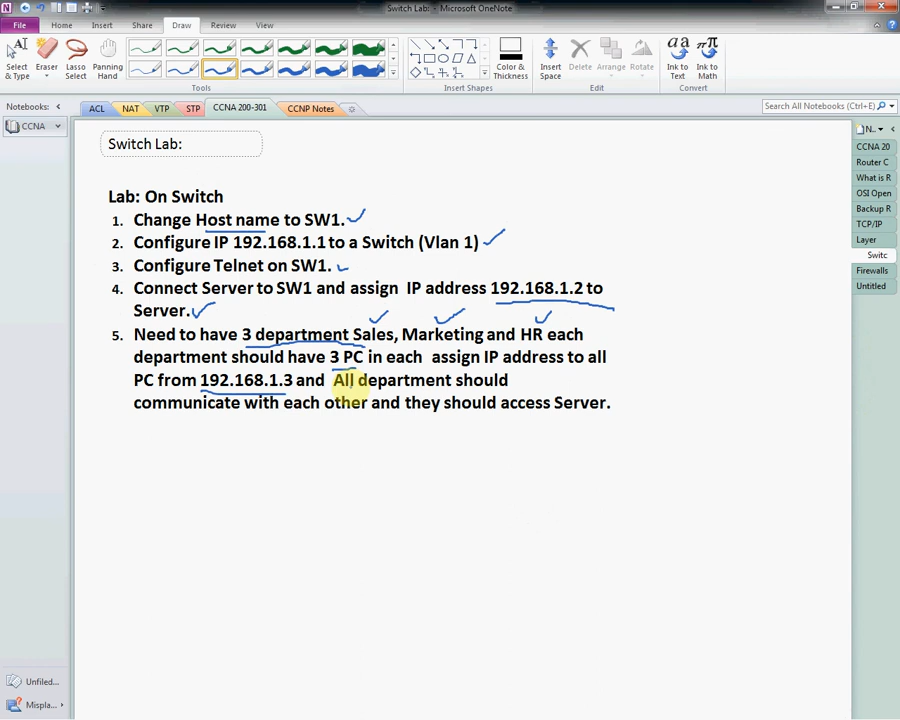 Switch Lab: - Microsoft OneNote
File Home Insert Share Draw Review View
Select & Type
Eraser
Lasso Select
Panning Hand
Color & Thickness
Insert Space
Delete
Arrange
Rotate
Ink to Text
Ink to Math
Tools
Insert Shapes
Edit
Convert
Notebooks:
CCNA
ACL NAT VTP STP CCNA 200-301 CCNP Notes
Search All Notebooks (Ctrl+E)
N..
Switch Lab:
Lab: On Switch
1. Change Host name to SW1.
2. Configure IP 192.168.1.1 to a Switch (Vlan 1)
3. Configure Telnet on SW1.
4. Connect Server to SW1 and assign IP address 192.168.1.2 to
Server.
5. Need to have 3 department Sales, Marketing and HR each
department should have 3 PC in each assign IP address to all
PC from 192.168.1.3 and All department should
communicate with each other and they should access Server.
CCNA 20
Router C
What is R
OSI Open
Backup R
TCP/IP
Layer
Switc
Firewalls
Untitled
Unfiled...
Mispla...